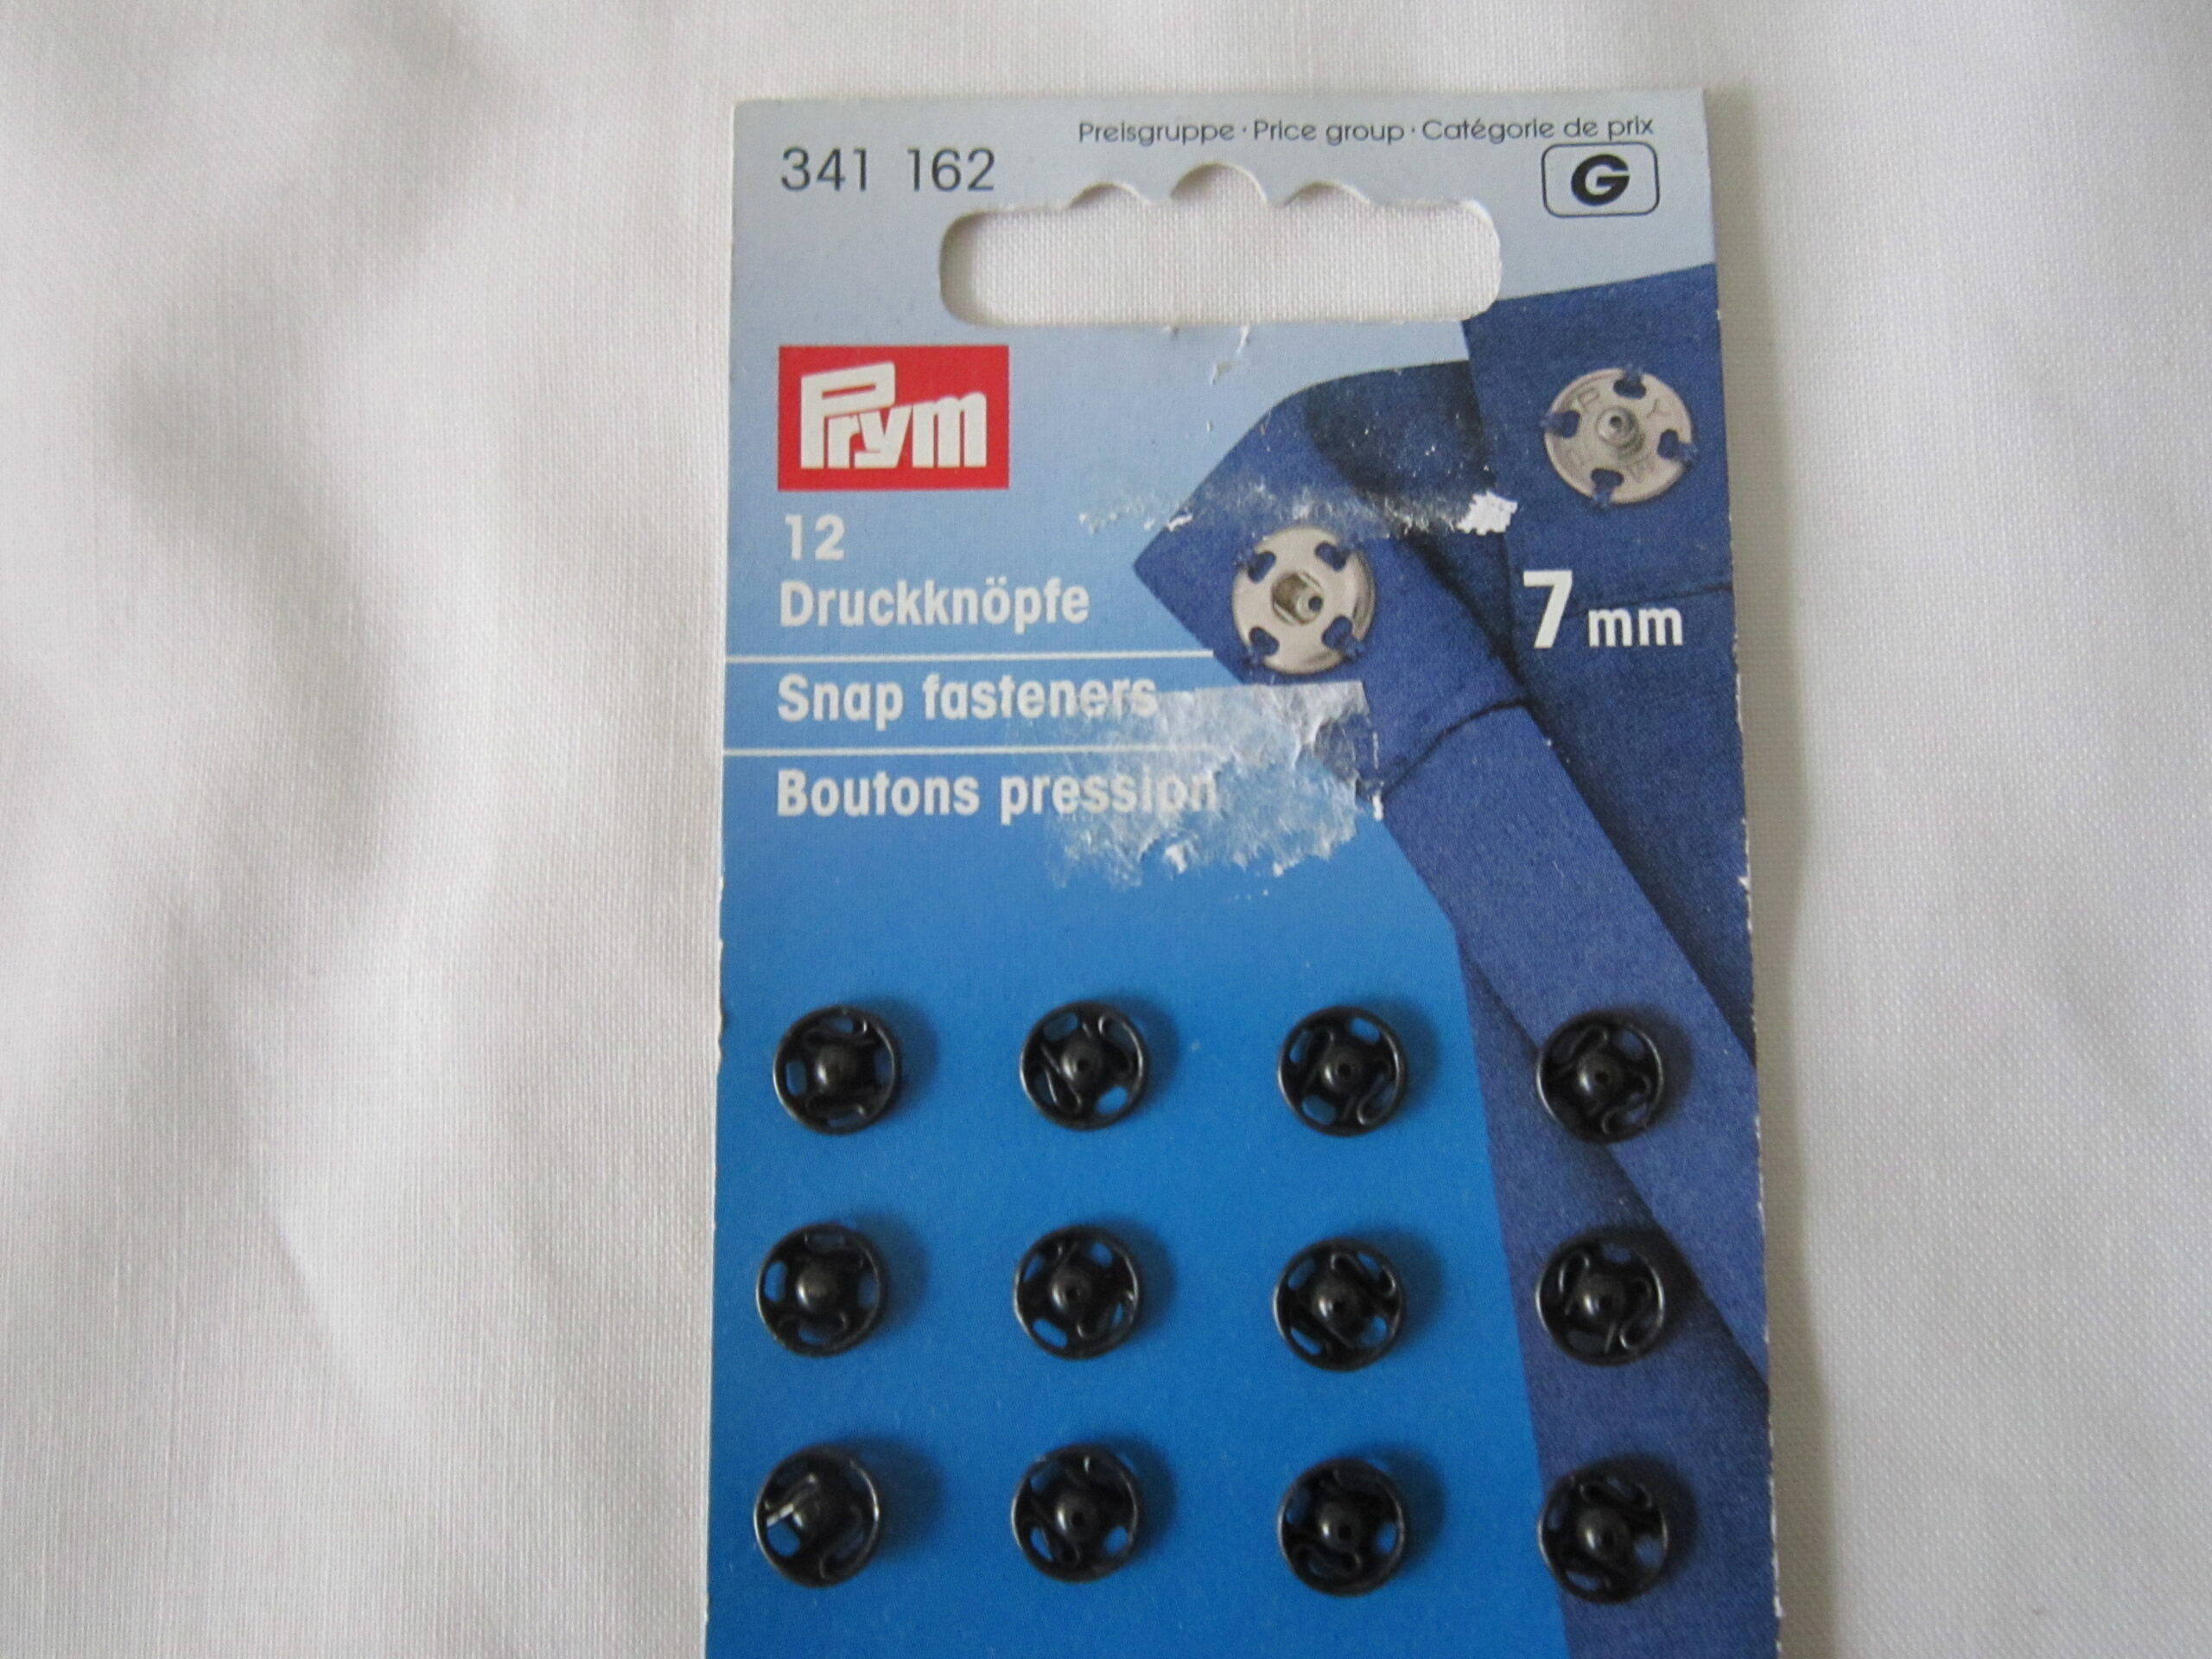 Preisgruppe · Price group · Catégorie de prix
341 162
G
Prym
12
Druckknöpfe
7 mm
Snap fasteners
Boutons pression